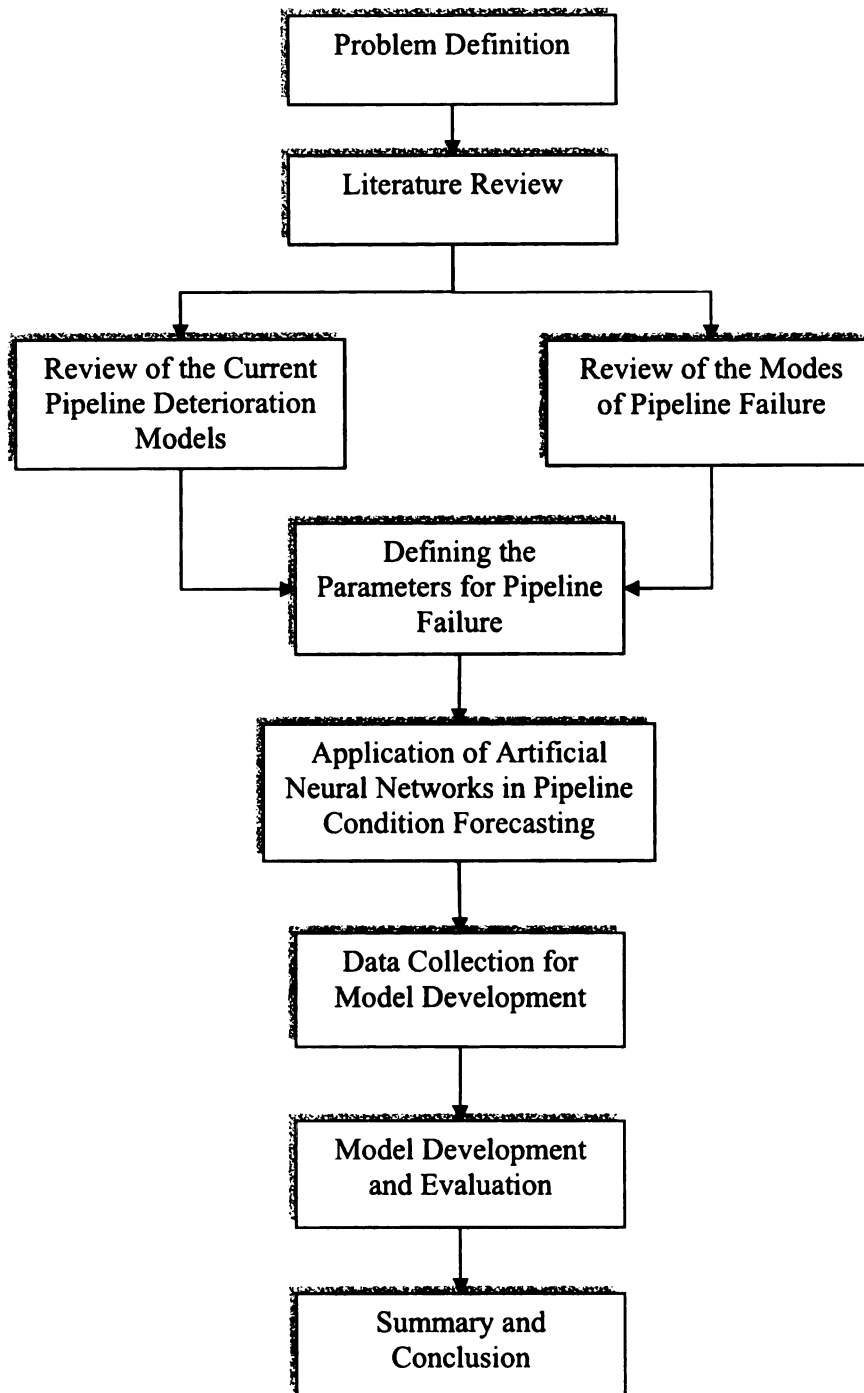 Problem Definition
Literature Review
Review of the Current
Pipeline Deterioration
Models
Review of the Modes
of Pipeline Failure
Defining the
Parameters for Pipeline
Failure
Application of Artificial
Neural Networks in Pipeline
Condition Forecasting
Data Collection for
Model Development
Model Development
and Evaluation
Summary and
Conclusion